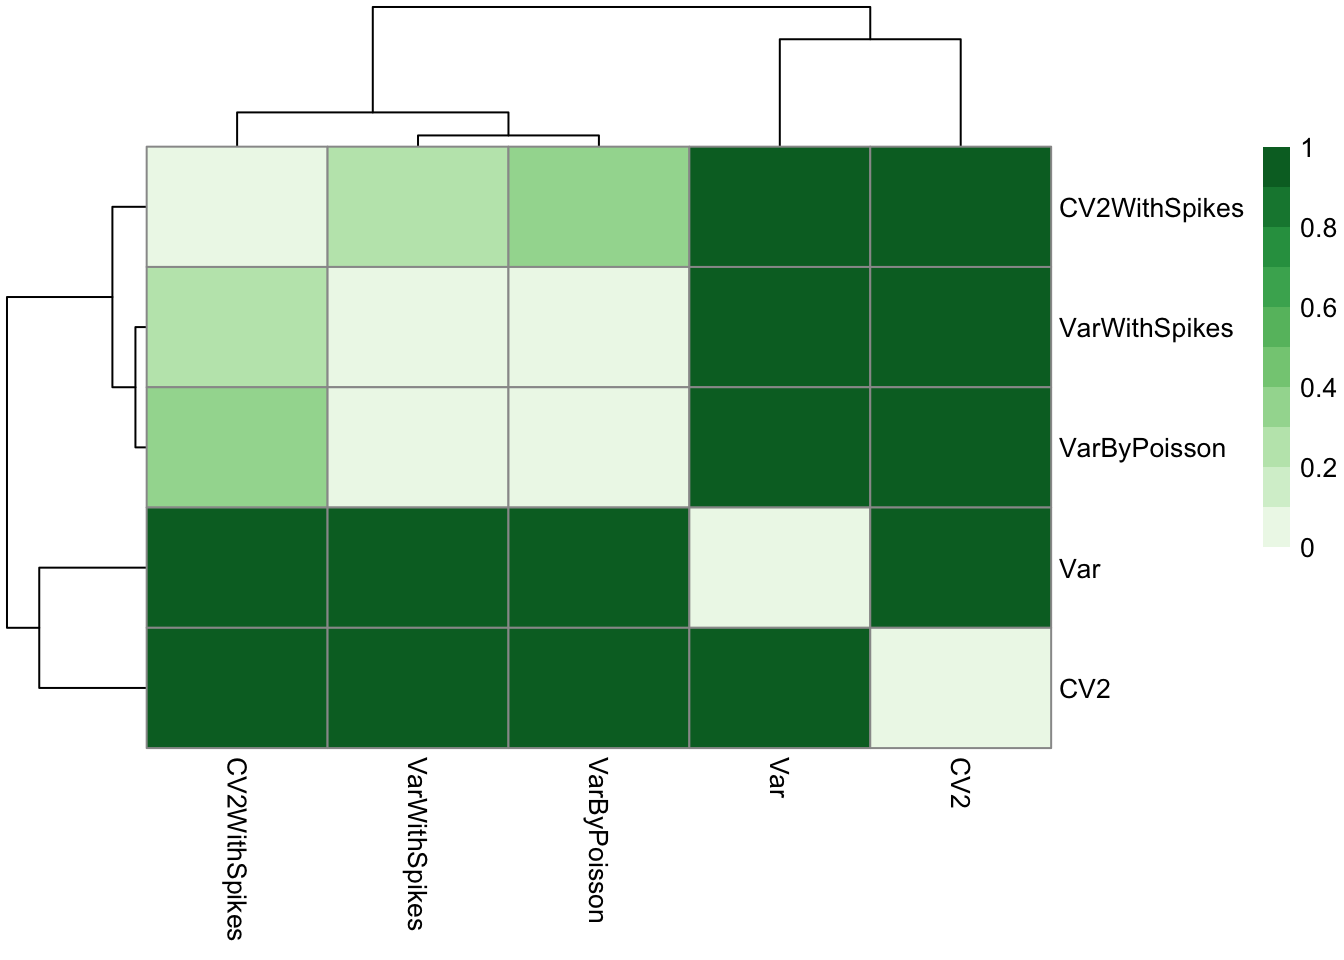 1
CV2WithSpikes
0.8
VarWithSpikes
0.6
0.4
VarByPoisson
0.2
0
Var
CV2
CV2WithSpikes
VarWithSpikes
VarByPoisson
Var
CV2